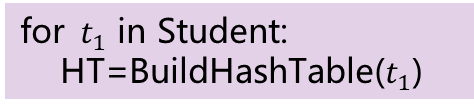 for t₁ in Student:
HT=BuildHashTable(t₁)